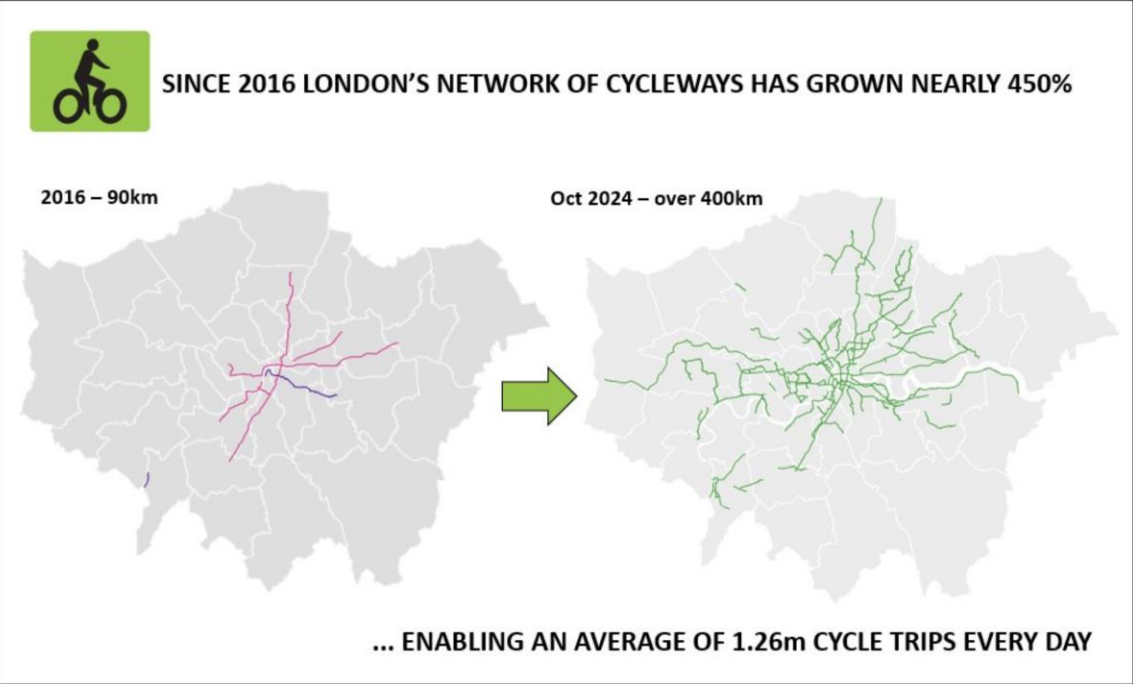 SINCE 2016 LONDON’S NETWORK OF CYCLEWAYS HAS GROWN NEARLY 450%
2016 – 90km
Oct 2024 – over 400km
... ENABLING AN AVERAGE OF 1.26m CYCLE TRIPS EVERY DAY